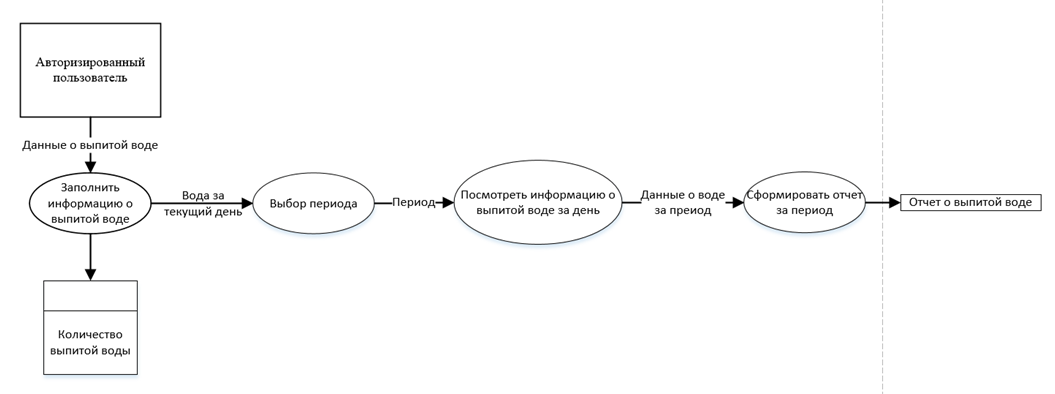 Авторизированный
пользователь
Данные о выпитой воде
Заполнить
информацию о
выпитой воде
Вода за
текущий день
Выбор периода
Период
Посмотреть информацию о
выпитой воде за день
Данные о воде
за преиод
Сформировать отчет
за период
Отчет о выпитой воде
Количество
выпитой воды